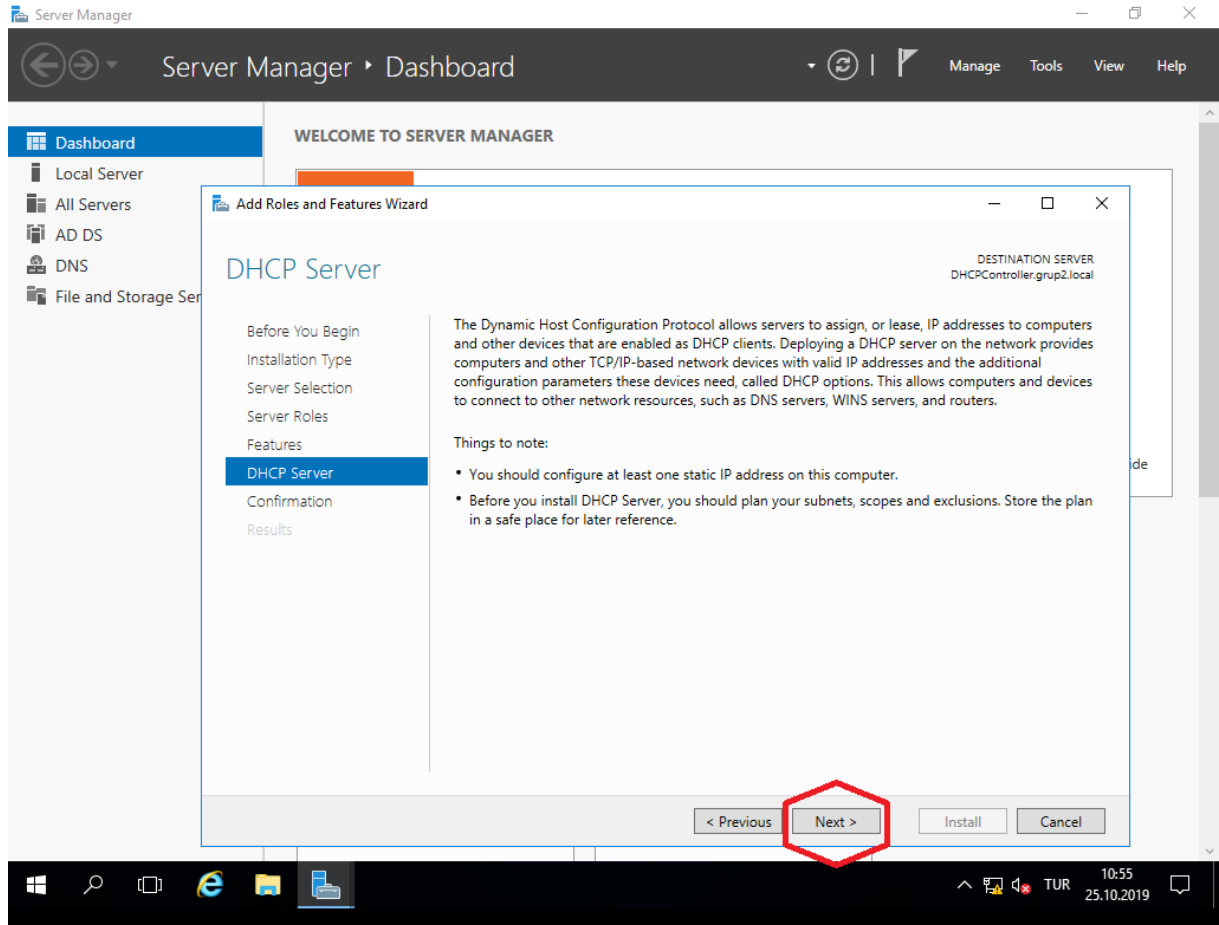 Server Manager
Server Manager ‣ Dashboard
Manage Tools View Help
Dashboard
Local Server
All Servers
AD DS
DNS
File and Storage Ser
WELCOME TO SERVER MANAGER
Add Roles and Features Wizard
DHCP Server
DESTINATION SERVER
DHCPController.grup2.local
Before You Begin
Installation Type
Server Selection
Server Roles
Features
DHCP Server
Confirmation
Results
The Dynamic Host Configuration Protocol allows servers to assign, or lease, IP addresses to computers
and other devices that are enabled as DHCP clients. Deploying a DHCP server on the network provides
computers and other TCP/IP-based network devices with valid IP addresses and the additional
configuration parameters these devices need, called DHCP options. This allows computers and devices
to connect to other network resources, such as DNS servers, WINS servers, and routers.
Things to note:
• You should configure at least one static IP address on this computer.
• Before you install DHCP Server, you should plan your subnets, scopes and exclusions. Store the plan
in a safe place for later reference.
ide
< Previous Next > Install Cancel
TUR
10:55
25.10.2019